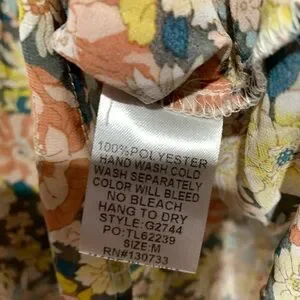 100%POLYESTER
HAND WASH COLD
WASH SEPARATELY
COLOR WILL BLEED
NO BLEACH
HANG TO DRY
STYLE:G2744
PO:TL62239
SIZE:M
RN#130733